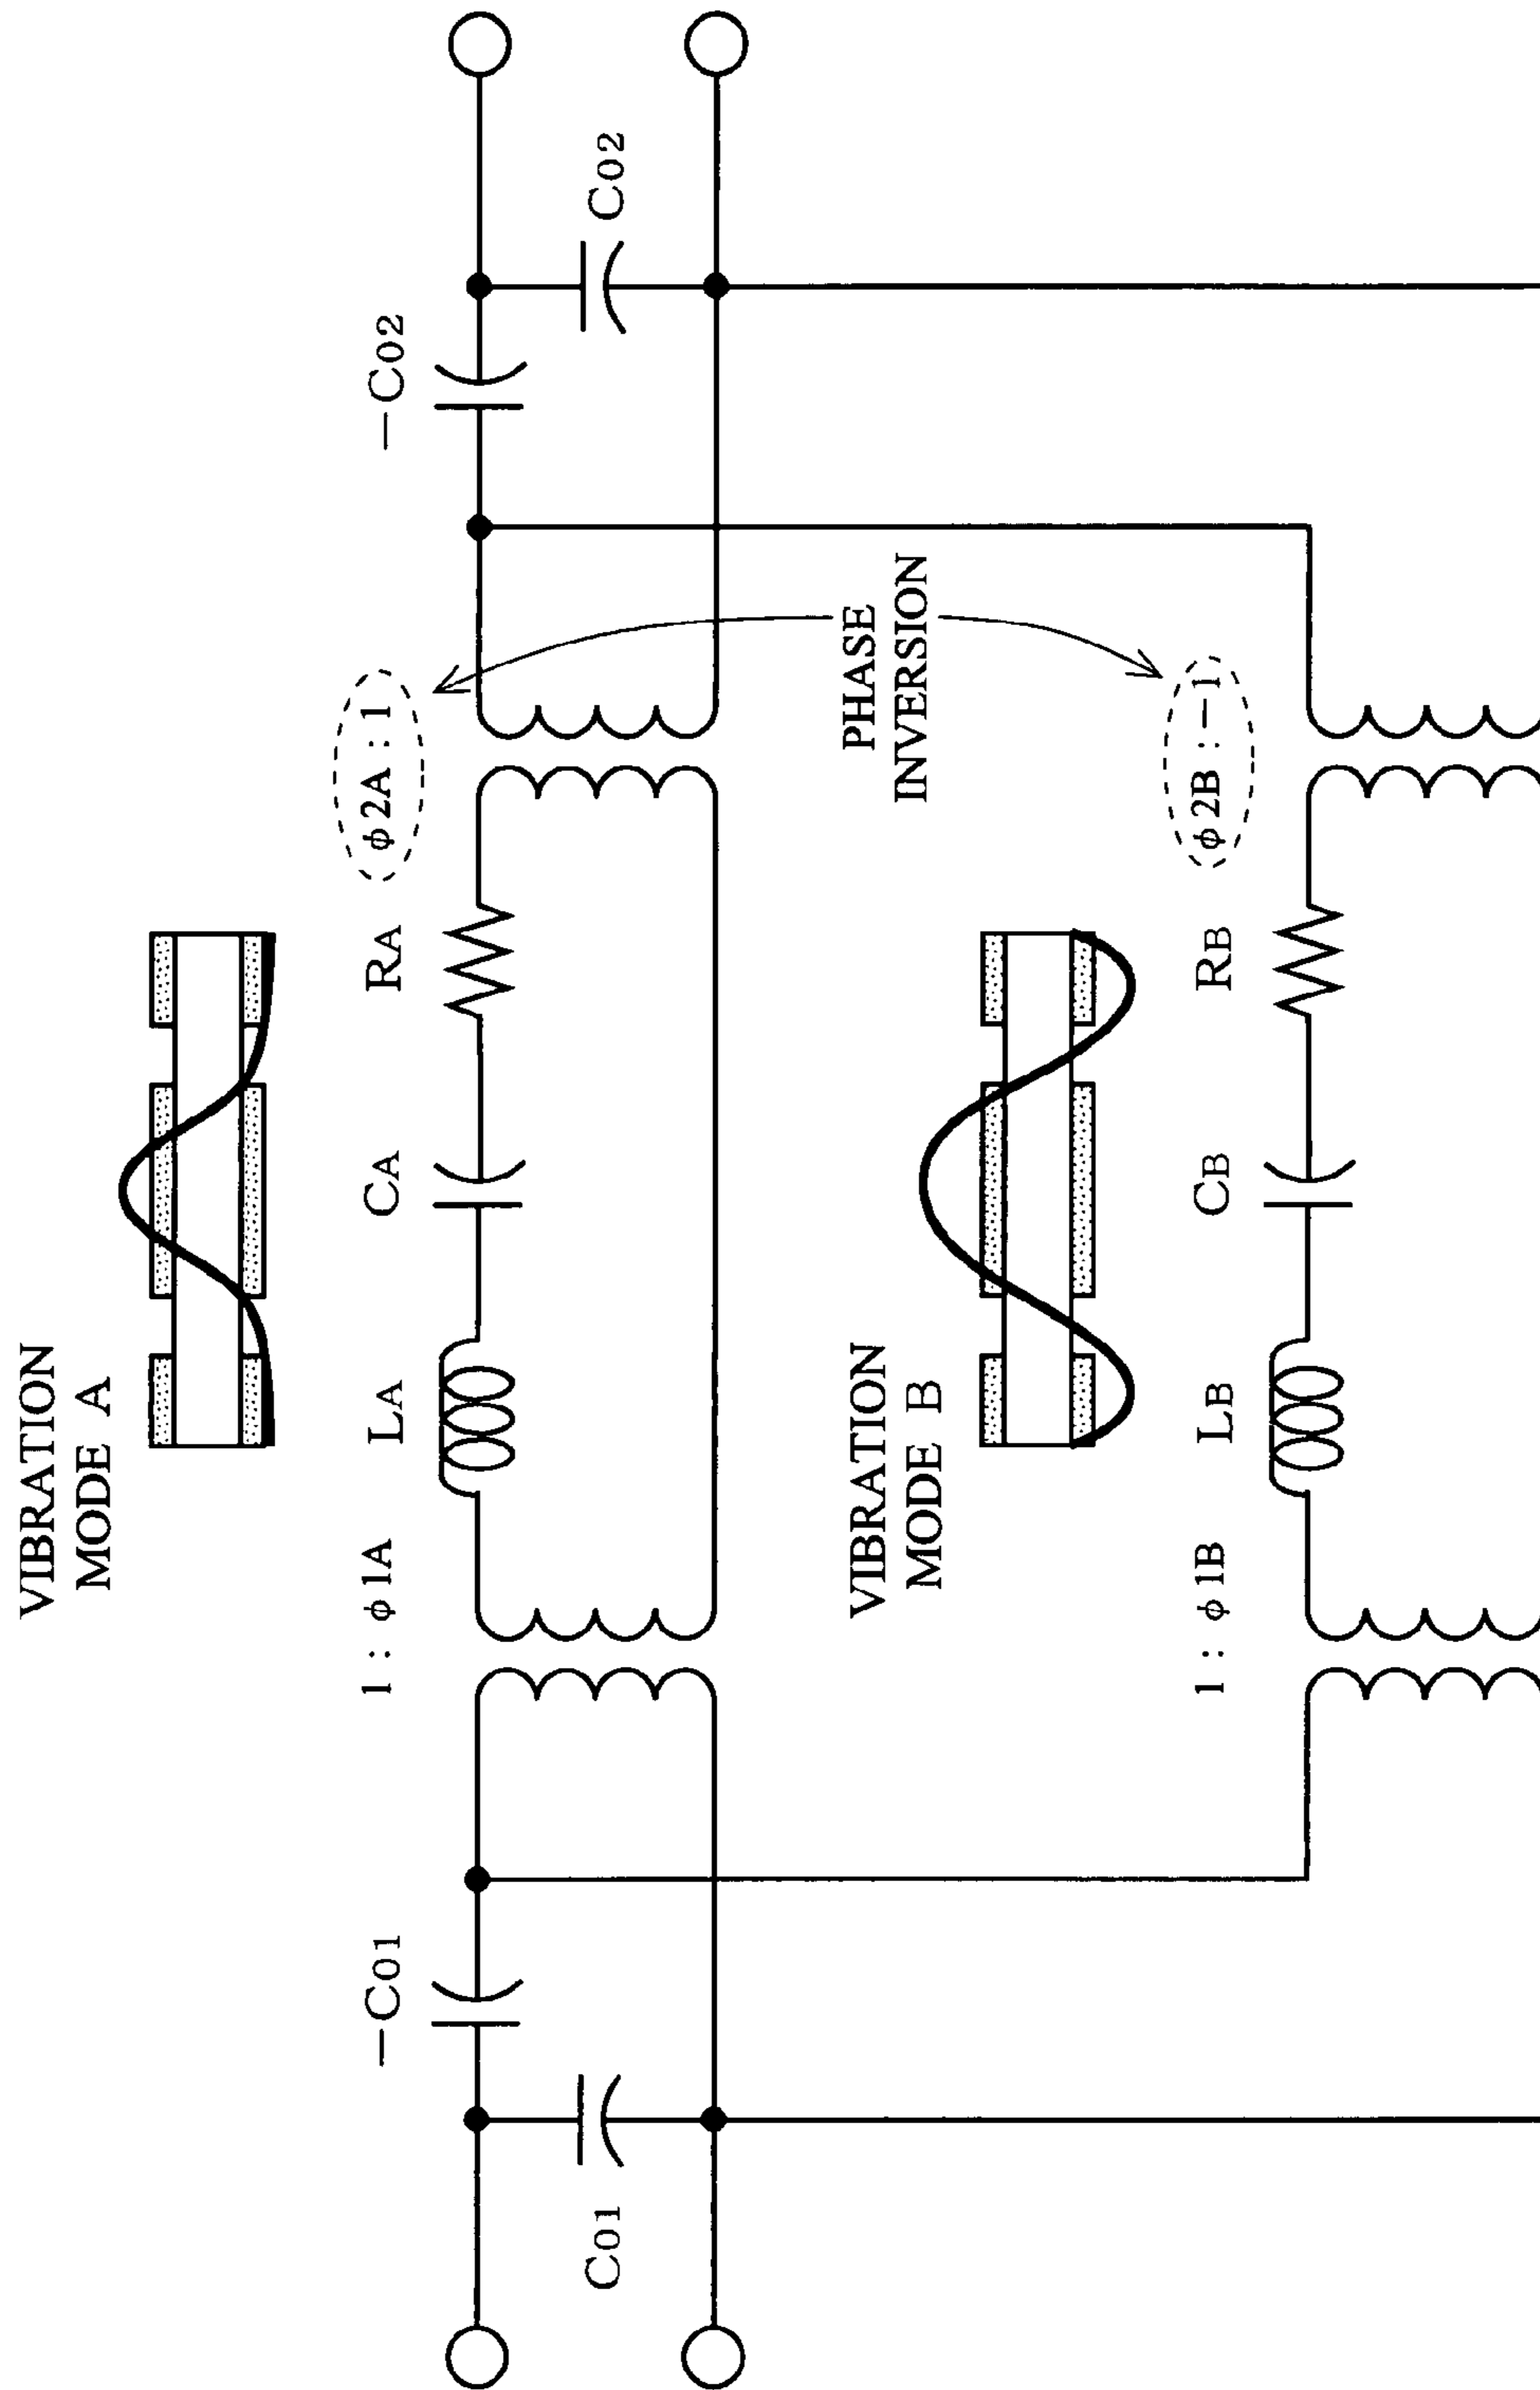 VIBRATION
MODE A
1 : φ1A
LA
CA
RA
φ2A : 1
−C01
C01
−C02
C02
PHASE
INVERSION
VIBRATION
MODE B
1 : φ1B
LB
CB
RB
φ2B : −1